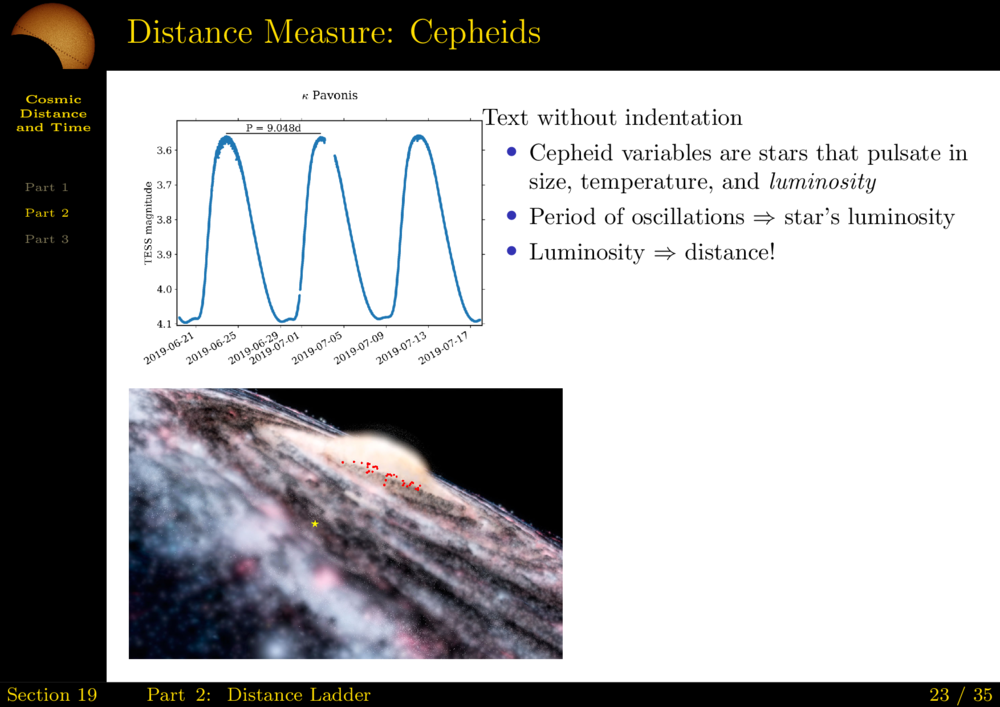 Distance Measure: Cepheids
Cosmic
Distance
and Time
Part 1
Part 2
Part 3
κ Pavonis
P = 9.048d
TESS magnitude
3.6
3.7
3.8
3.9
4.0
4.1
2019-06-21
2019-06-25
2019-06-29
2019-07-01
2019-07-05
2019-07-09
2019-07-13
2019-07-17
Text without indentation
• Cepheid variables are stars that pulsate in
size, temperature, and luminosity
• Period of oscillations ⇒ star's luminosity
• Luminosity ⇒ distance!
Section 19
Part 2: Distance Ladder
23 / 35